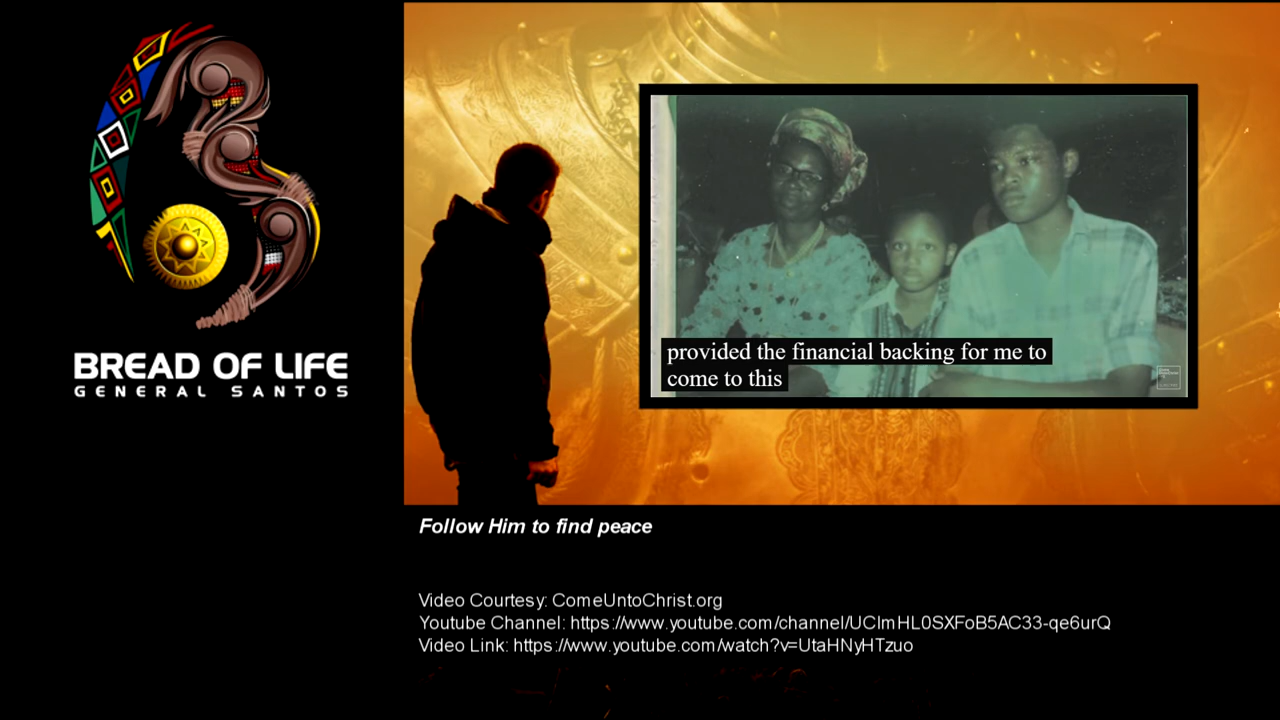 BREAD OF LIFE
GENERAL SANTOS
provided the financial backing for me to
come to this
Follow Him to find peace
Video Courtesy: ComeUntoChrist.org
Youtube Channel: https://www.youtube.com/channel/UClmHL0SXFoB5AC33-qe6urQ
Video Link: https://www.youtube.com/watch?v=UtaHNyHTzuo